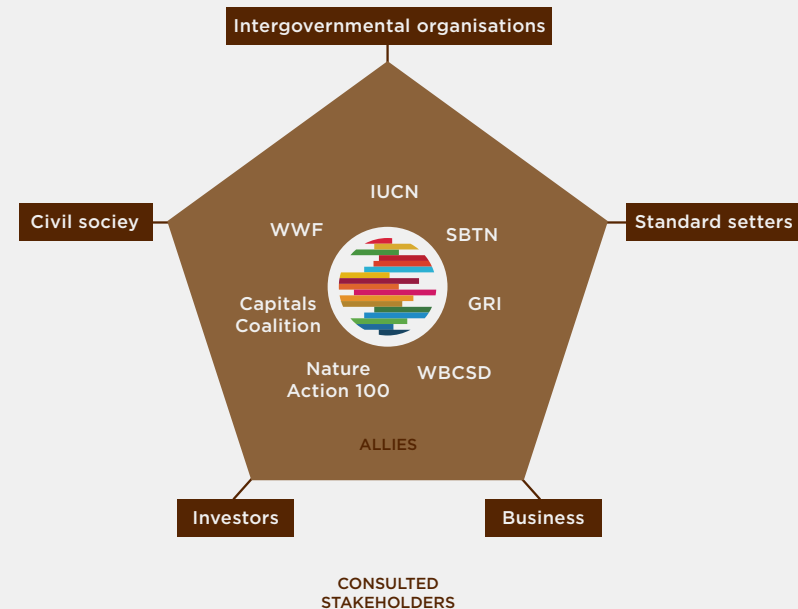 Intergovernmental organisations
IUCN
WWF
SBTN
Civil sociey
Standard setters
Capitals
Coalition
GRI
Nature
Action 100
WBCSD
ALLIES
Investors
Business
CONSULTED
STAKEHOLDERS